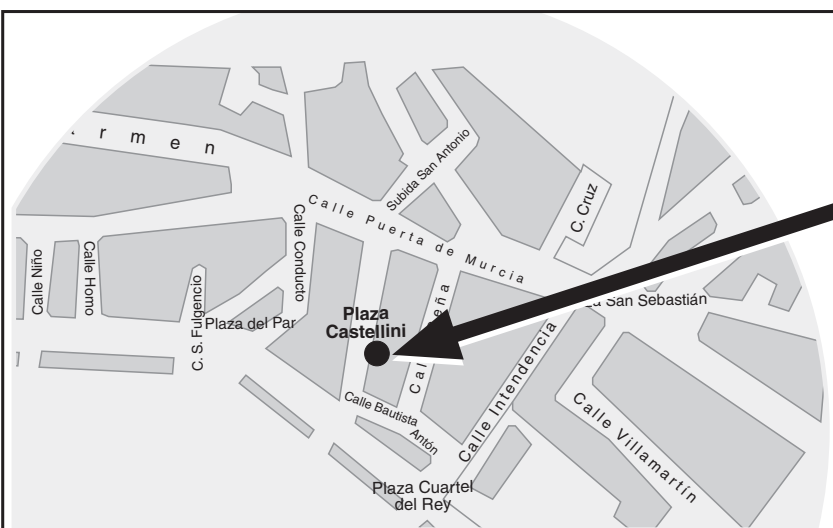 r m e n
Subida San Antonio
C. Cruz
Calle Puerta de Murcia
Calle Niño
Calle Homo
Calle Conducto
C. S. Fulgencio
Plaza del Par
Plaza
Castellini
San Sebastián
Calle Intendencia
Calle Bautista
Antón
Calle Villamartín
Plaza Cuartel
del Rey